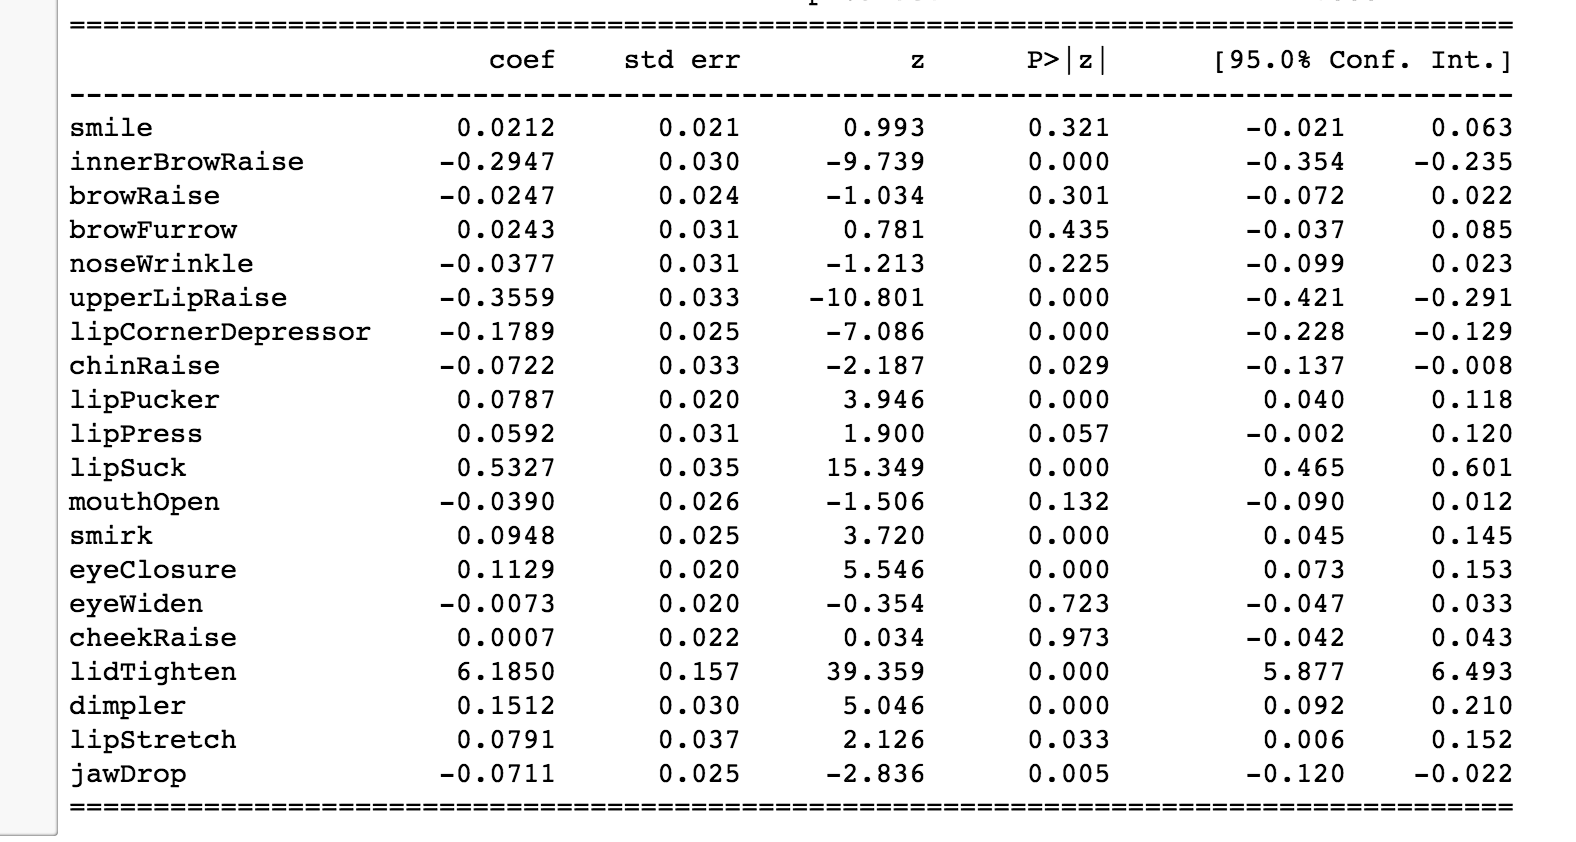 ==============================================================================
coef std err z P>|z| [95.0% Conf. Int.]
------------------------------------------------------------------------------
smile 0.0212 0.021 0.993 0.321 -0.021 0.063
innerBrowRaise -0.2947 0.030 -9.739 0.000 -0.354 -0.235
browRaise -0.0247 0.024 -1.034 0.301 -0.072 0.022
browFurrow 0.0243 0.031 0.781 0.435 -0.037 0.085
noseWrinkle -0.0377 0.031 -1.213 0.225 -0.099 0.023
upperLipRaise -0.3559 0.033 -10.801 0.000 -0.421 -0.291
lipCornerDepressor -0.1789 0.025 -7.086 0.000 -0.228 -0.129
chinRaise -0.0722 0.033 -2.187 0.029 -0.137 -0.008
lipPucker 0.0787 0.020 3.946 0.000 0.040 0.118
lipPress 0.0592 0.031 1.900 0.057 -0.002 0.120
lipSuck 0.5327 0.035 15.349 0.000 0.465 0.601
mouthOpen -0.0390 0.026 -1.506 0.132 -0.090 0.012
smirk 0.0948 0.025 3.720 0.000 0.045 0.145
eyeClosure 0.1129 0.020 5.546 0.000 0.073 0.153
eyeWiden -0.0073 0.020 -0.354 0.723 -0.047 0.033
cheekRaise 0.0007 0.022 0.034 0.973 -0.042 0.043
lidTighten 6.1850 0.157 39.359 0.000 5.877 6.493
dimpler 0.1512 0.030 5.046 0.000 0.092 0.210
lipStretch 0.0791 0.037 2.126 0.033 0.006 0.152
jawDrop -0.0711 0.025 -2.836 0.005 -0.120 -0.022
==============================================================================